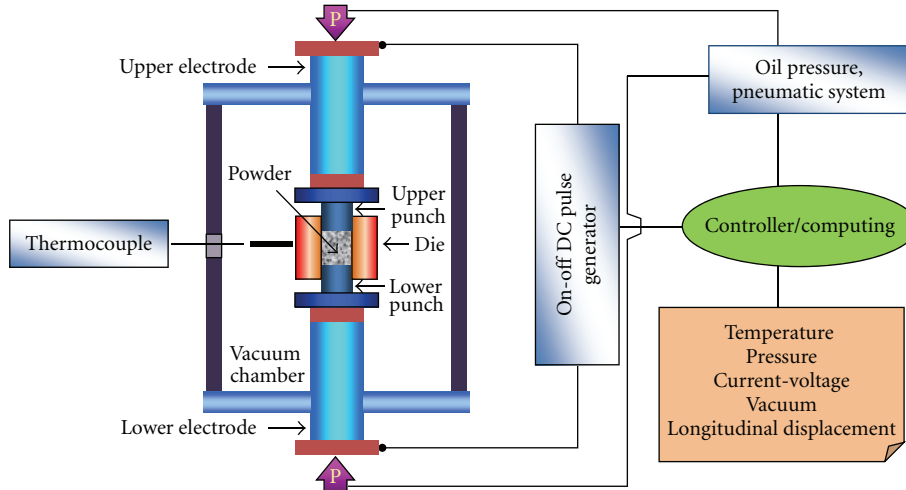 P
Upper electrode
Oil pressure,
pneumatic system
Powder
Upper
punch
Thermocouple
Die
On-off DC pulse
generator
Controller/computing
Lower
punch
Vacuum
chamber
Temperature
Pressure
Current-voltage
Vacuum
Longitudinal displacement
Lower electrode
P